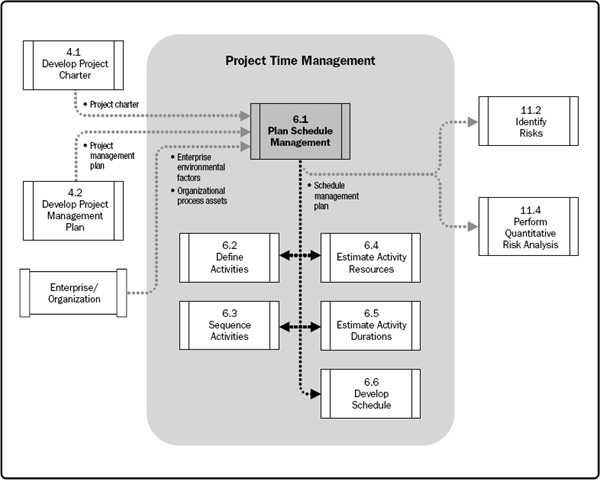 Project Time Management
4.1
Develop Project
Charter
• Project charter
6.1
Plan Schedule
Management
11.2
Identify
Risks
• Project
management
plan
• Enterprise
environmental
factors
• Organizational
process assets
• Schedule
management
plan
4.2
Develop Project
Management
Plan
11.4
Perform
Quantitative
Risk Analysis
6.2
Define
Activities
6.4
Estimate Activity
Resources
Enterprise/
Organization
6.3
Sequence
Activities
6.5
Estimate Activity
Durations
6.6
Develop
Schedule